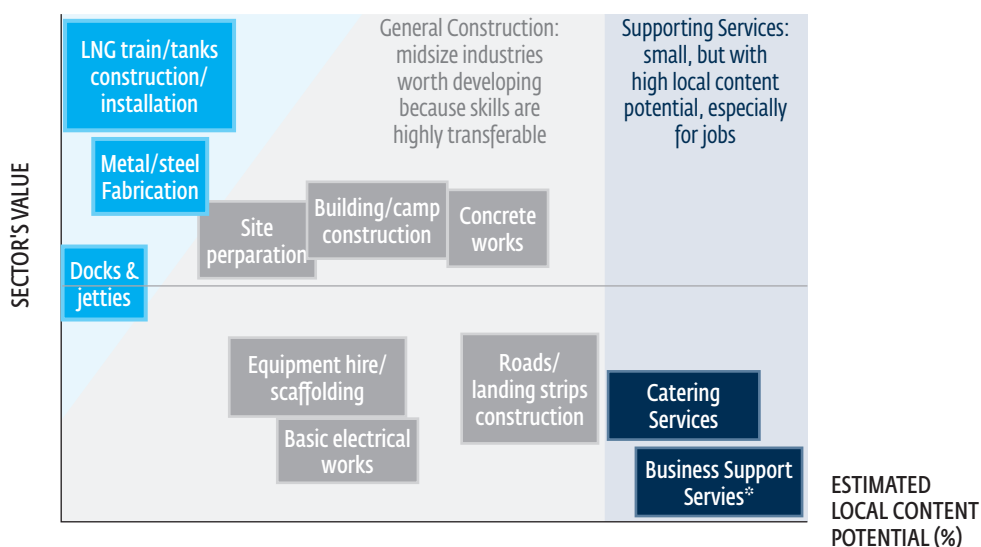 LNG train/tanks
construction/
installation
General Construction:
midsize industries
worth developing
because skills are
highly transferable
Supporting Services:
small, but with
high local content
potential, especially
for jobs
SECTOR'S VALUE
Metal/steel
Fabrication
Site
perparation
Building/camp
construction
Concrete
works
Docks &
jetties
Equipment hire/
scaffolding
Roads/
landing strips
construction
Catering
Services
Basic electrical
works
Business Support
Servies*
ESTIMATED
LOCAL CONTENT
POTENTIAL (%)